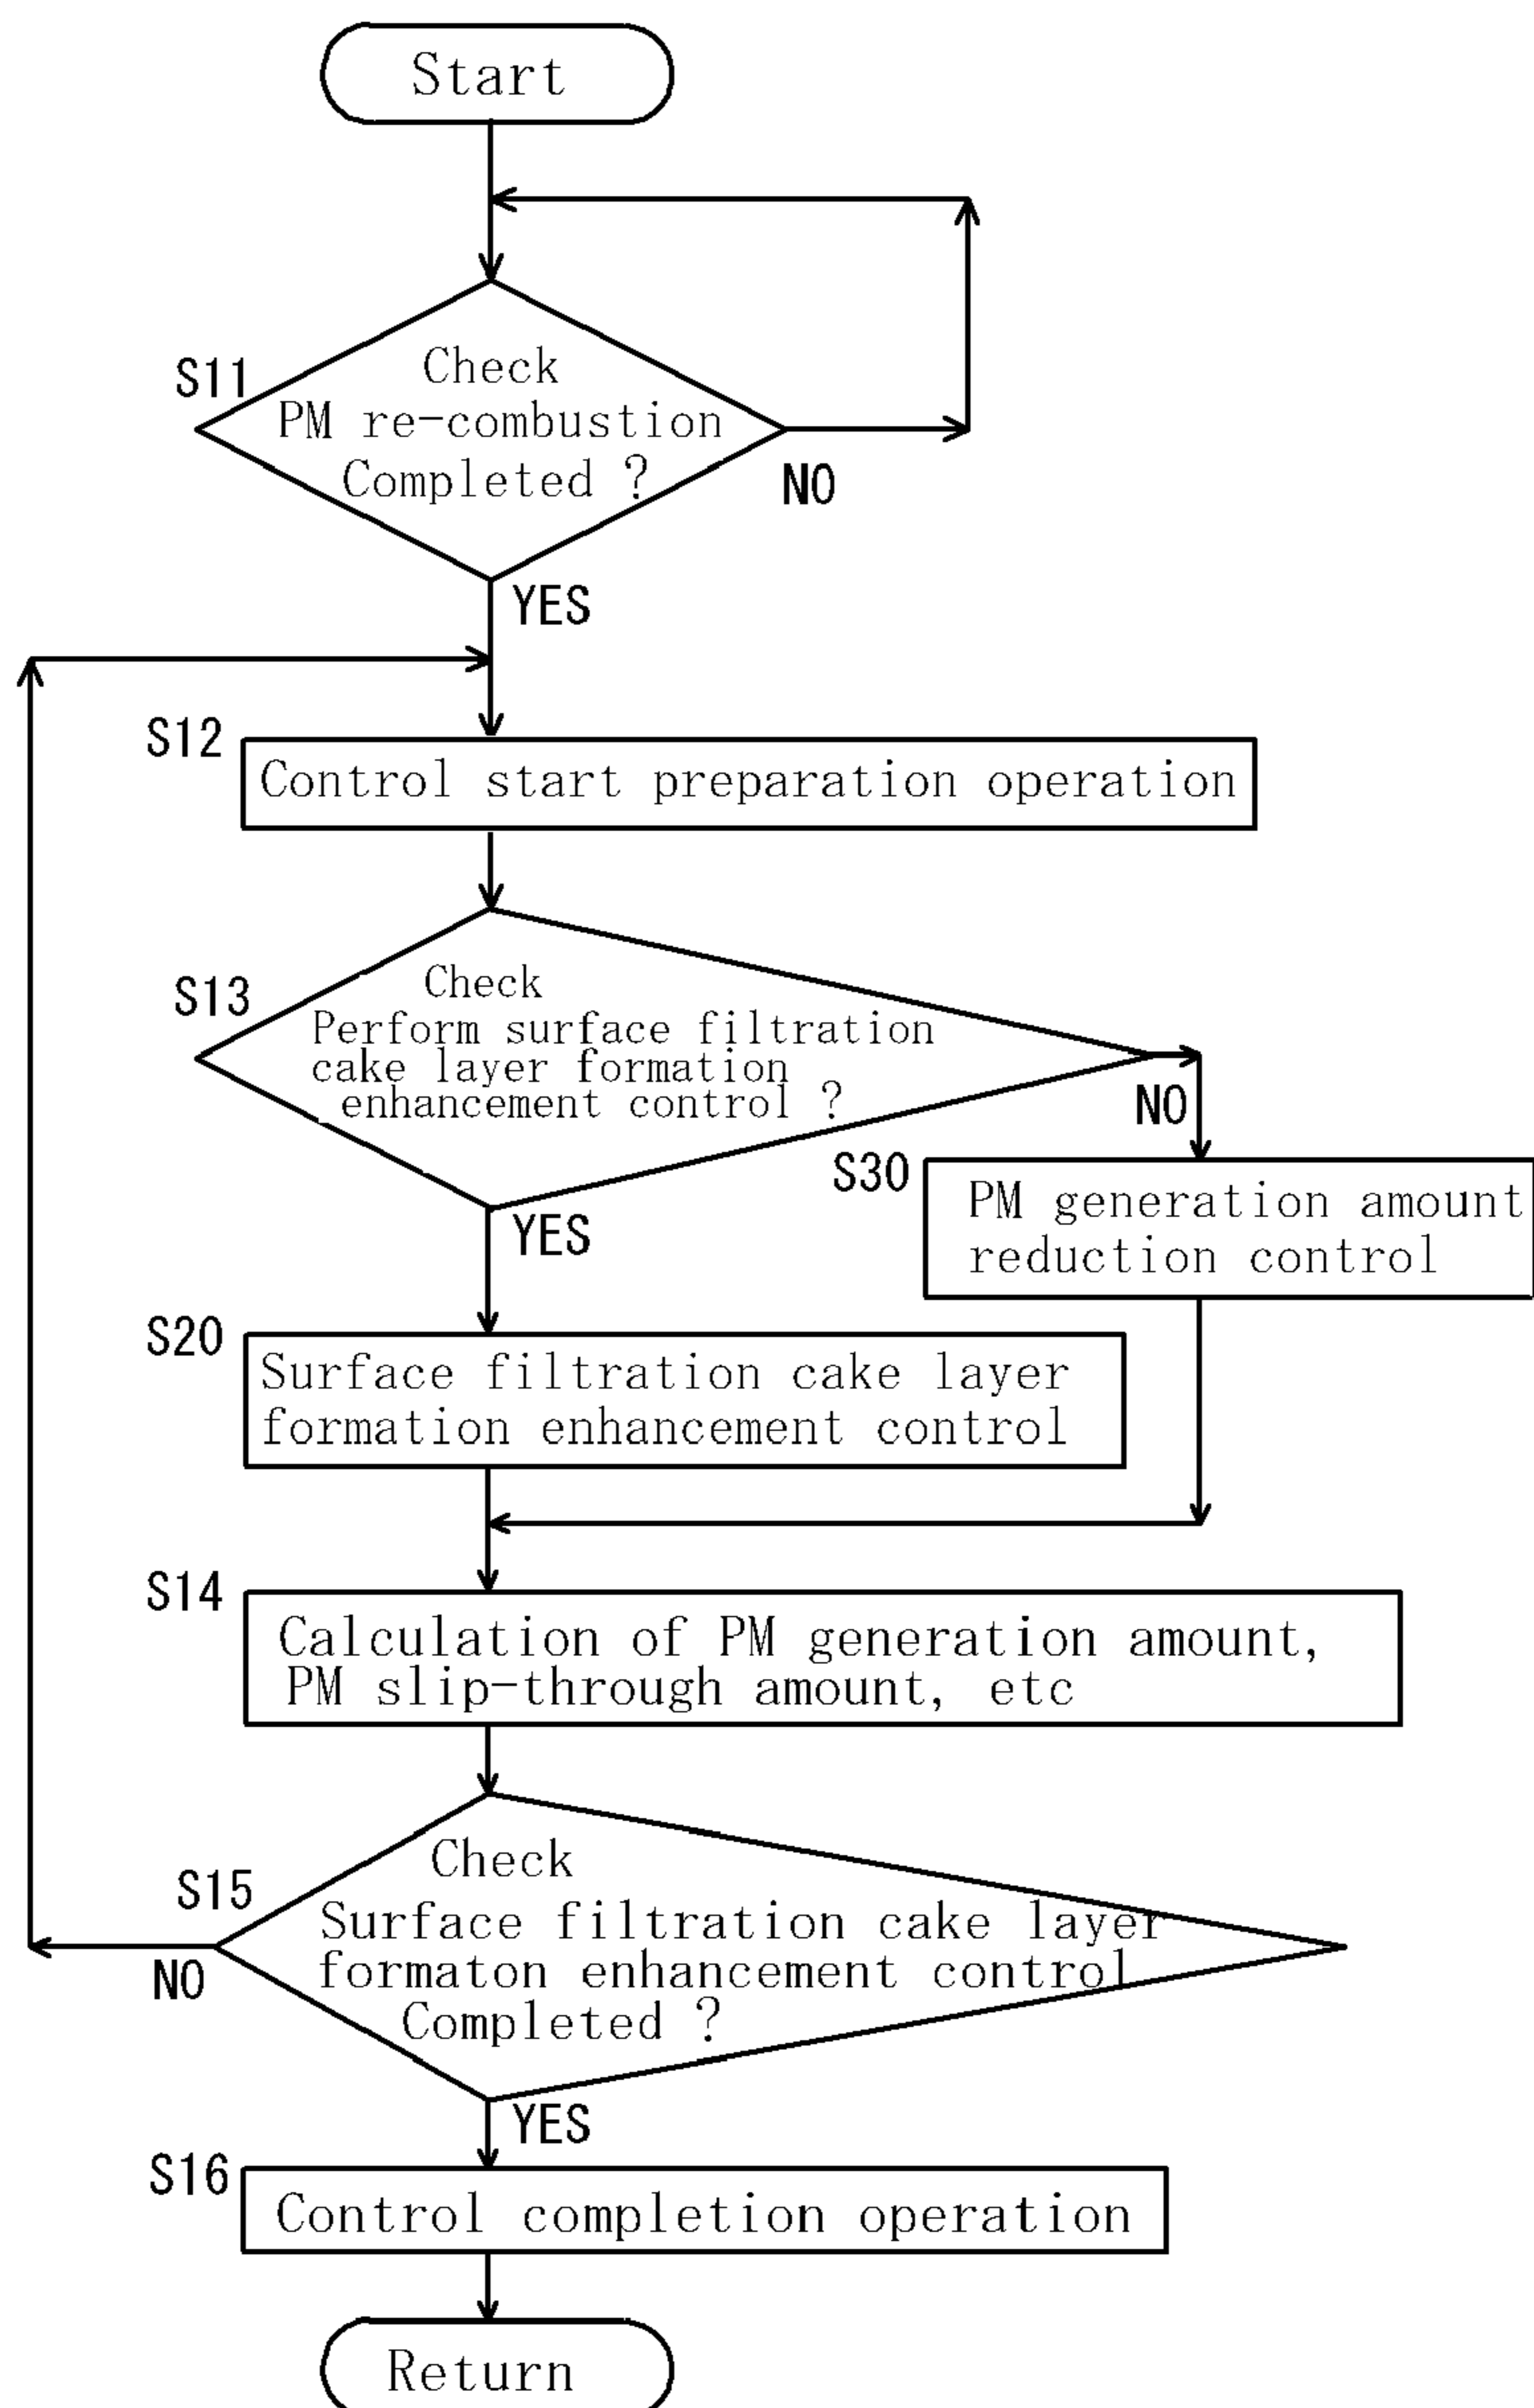 Start
S11
Check
PM re-combustion
Completed ?
NO
YES
S12
Control start preparation operation
S13
Check
Perform surface filtration
cake layer formation
enhancement control ?
NO
YES
S30
PM generation amount
reduction control
S20
Surface filtration cake layer
formation enhancement control
S14
Calculation of PM generation amount,
PM slip-through amount, etc
S15
Check
Surface filtration cake layer
formaton enhancement control
Completed ?
NO
YES
S16
Control completion operation
Return